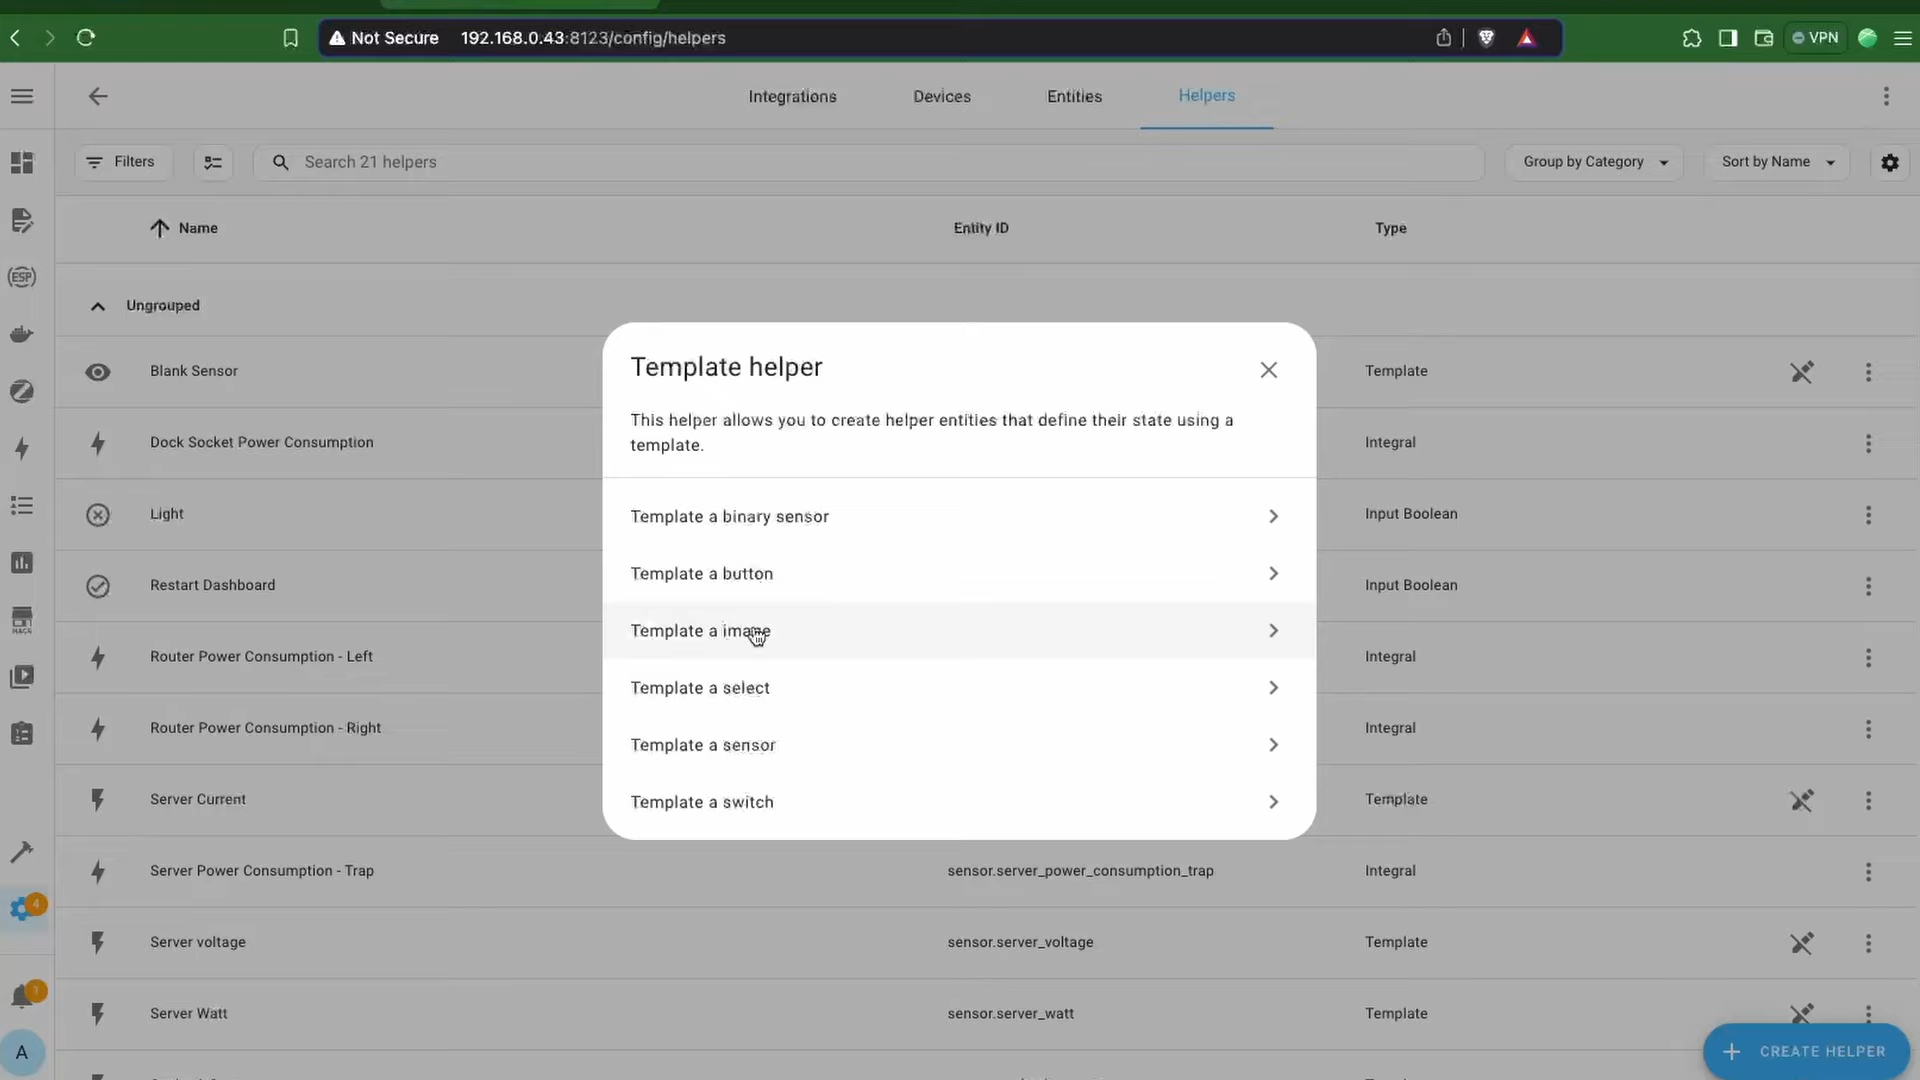 Not Secure 192.168.0.43:8123/config/helpers
VPN
Integrations Devices Entities Helpers
Filters
Search 21 helpers
Group by Category
Sort by Name
Name Entity ID Type
Ungrouped
Blank Sensor Template
Dock Socket Power Consumption Integral
Light Input Boolean
Restart Dashboard Input Boolean
Router Power Consumption - Left Integral
Router Power Consumption - Right Integral
Server Current Template
Server Power Consumption - Trap sensor.server_power_consumption_trap Integral
Server voltage sensor.server_voltage Template
Server Watt sensor.server_watt Template
Template helper
This helper allows you to create helper entities that define their state using a
template.
Template a binary sensor
Template a button
Template a image
Template a select
Template a sensor
Template a switch
ESP
HACS
4
1
A
CREATE HELPER